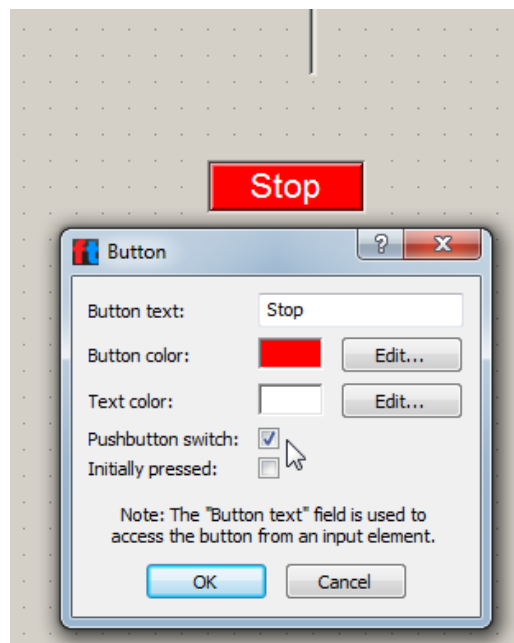 Stop
ft Button
Button text: Stop
Button color: Edit...
Text color: Edit...
Pushbutton switch:
Initially pressed:
Note: The "Button text" field is used to
access the button from an input element.
OK Cancel